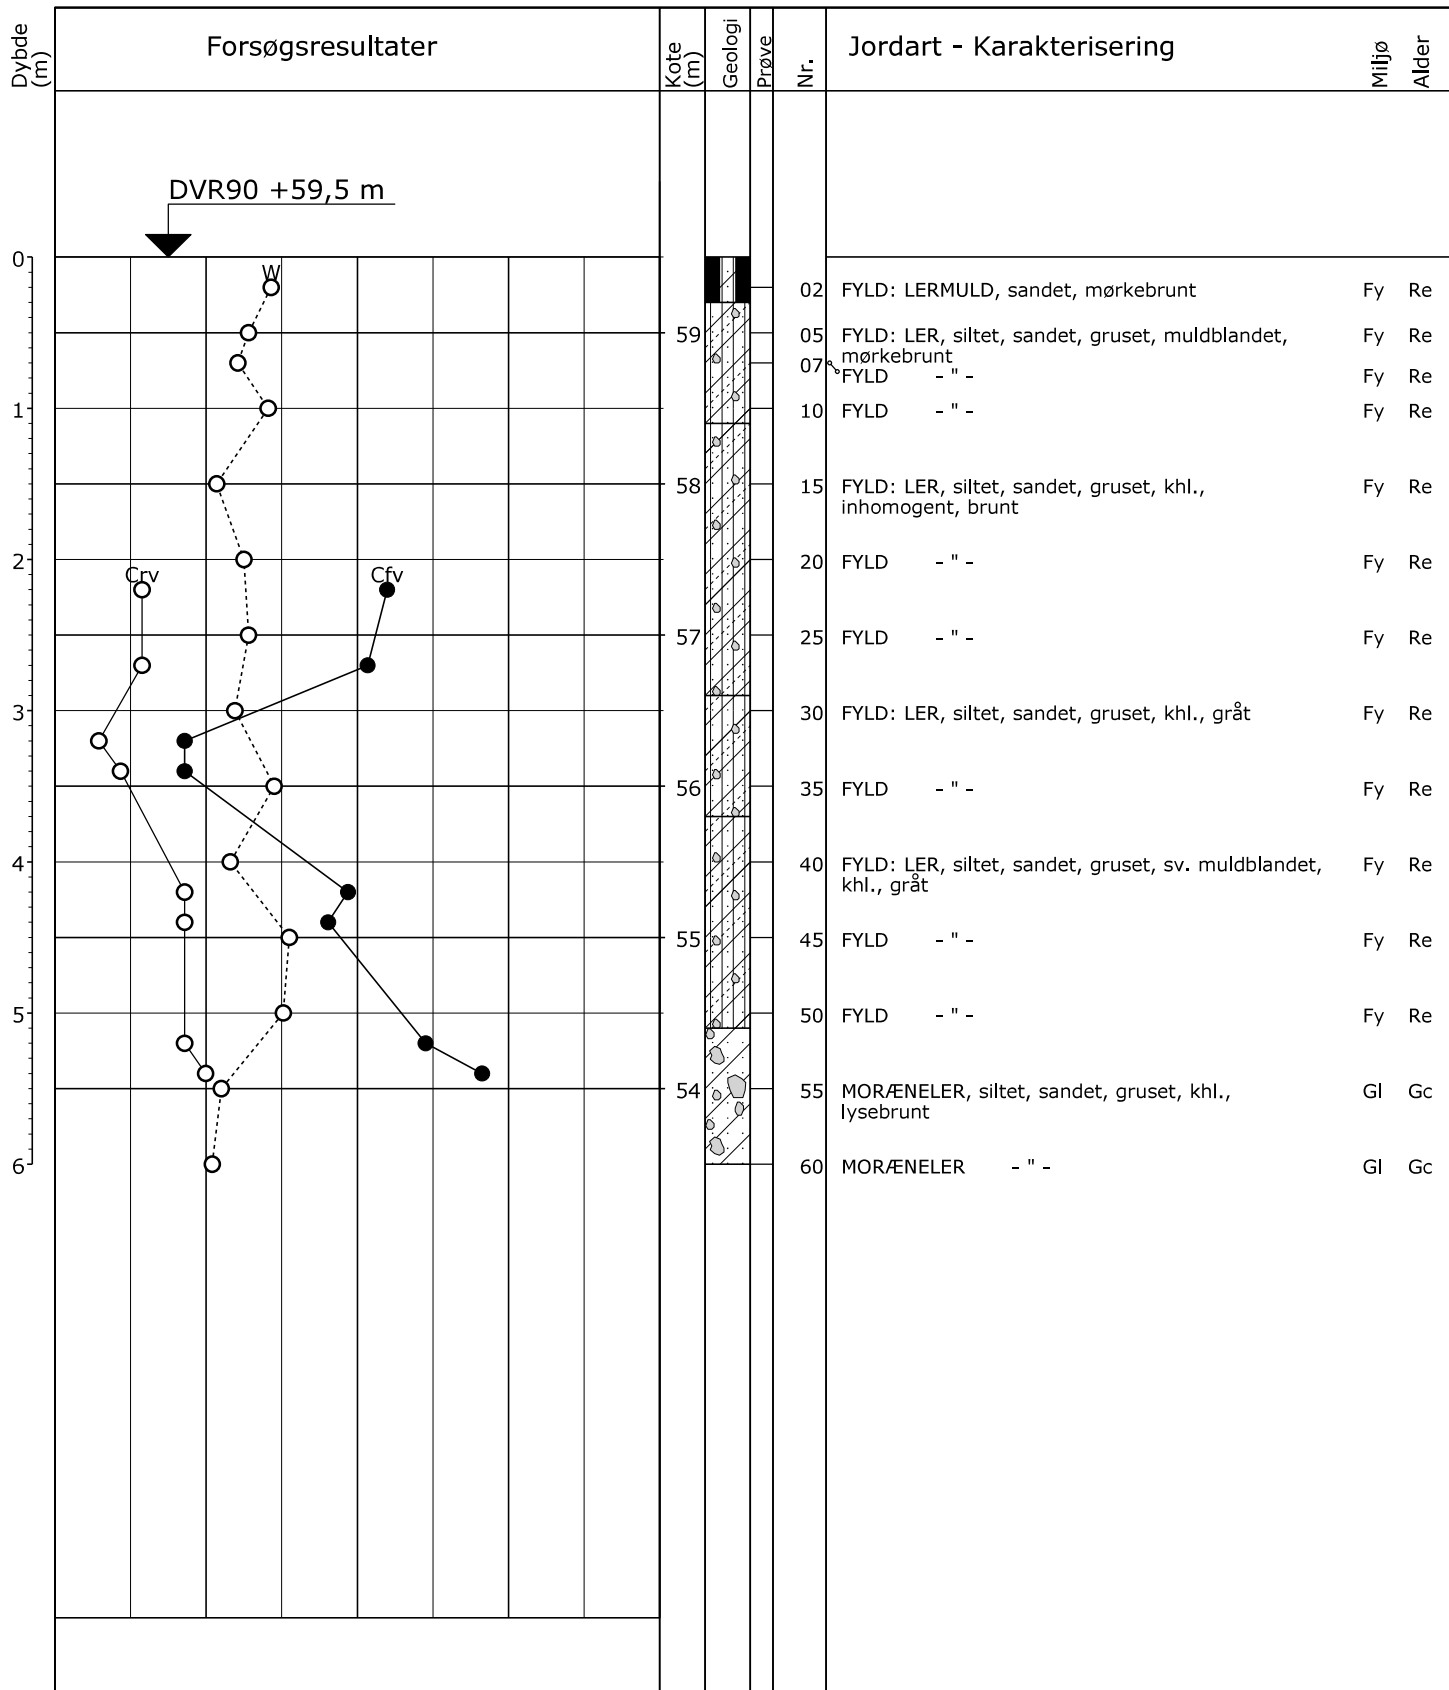 Dybde (m)
Forsøgsresultater
Kote (m)
Geologi
Prøve
Nr.
Jordart - Karakterisering
Miljø
Alder
DVR90 +59,5 m
0
W
02 FYLD: LERMULD, sandet, mørkebrunt Fy Re
59 05 FYLD: LER, siltet, sandet, gruset, muldblandet, Fy Re
mørkebrunt
07 FYLD - " - Fy Re
1 10 FYLD - " - Fy Re
58 15 FYLD: LER, siltet, sandet, gruset, khl., Fy Re
inhomogent, brunt
2 20 FYLD - " - Fy Re
Crv Cfv
57 25 FYLD - " - Fy Re
3 30 FYLD: LER, siltet, sandet, gruset, khl., gråt Fy Re
56 35 FYLD - " - Fy Re
4 40 FYLD: LER, siltet, sandet, gruset, sv. muldblandet, Fy Re
khl., gråt
55 45 FYLD - " - Fy Re
5 50 FYLD - " - Fy Re
54 55 MORÆNELER, siltet, sandet, gruset, khl., Gl Gc
lysebrunt
6 60 MORÆNELER - " - Gl Gc